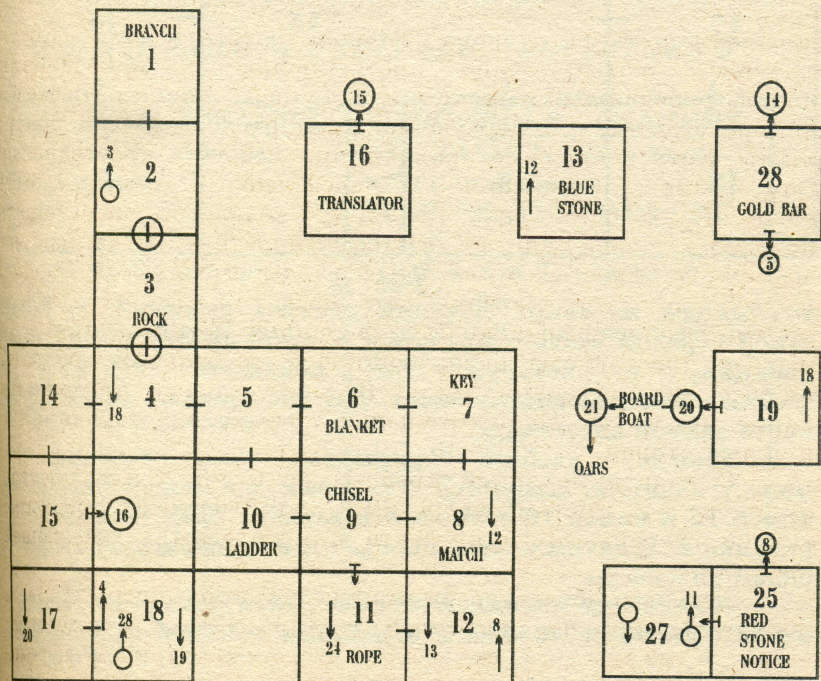 BRANCH
1
3
2
3
ROCK
15
16
TRANSLATOR
12
13
BLUE
STONE
14
28
GOLD BAR
5
14
18
4
5
6
BLANKET
KEY
7
21
BOARD
BOAT
20
19
18
OARS
15
16
10
LADDER
CHISEL
9
8
12
MATCH
20
17
4
28
18
19
11
24
ROPE
12
13
8
8
25
27
11
RED
STONE
NOTICE